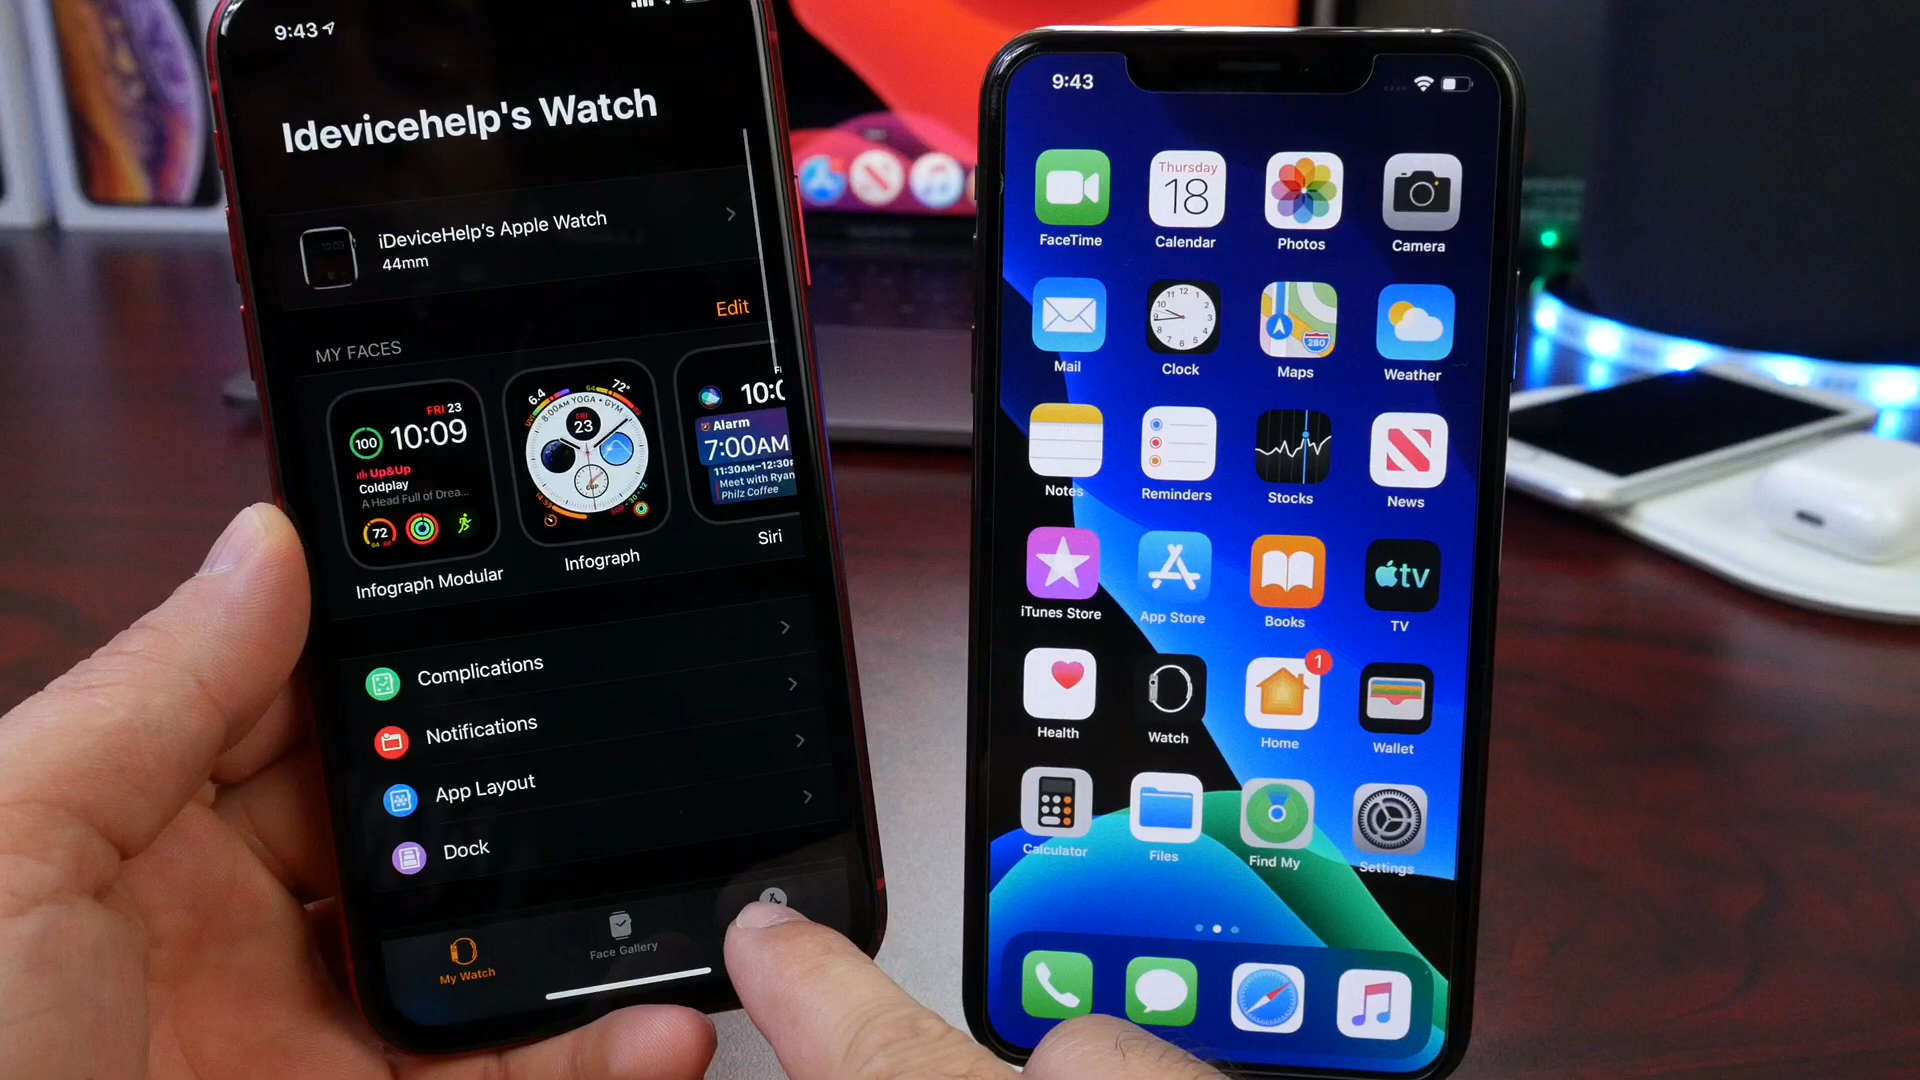 9:43
Idevicehelp's Watch
iDeviceHelp's Apple Watch
44mm
Edit
MY FACES
FRI 23
100
10:09
Up&Up
Coldplay
A Head Full of Drea...
72
Infograph Modular
6.4
64
72°
8:00AM YOGA • GYM
FRI
23
Infograph
10:0
Alarm
7:00AM
11:30AM–12:30P
Meet with Ryan
Philz Coffee
Siri
Complications
Notifications
App Layout
Dock
My Watch
Face Gallery
9:43
Thursday
18
FaceTime
Calendar
Photos
Camera
280
Mail
Clock
Maps
Weather
Notes
Reminders
Stocks
News
tv
iTunes Store
App Store
Books
TV
1
Health
Watch
Home
Wallet
Calculator
Files
Find My
Settings